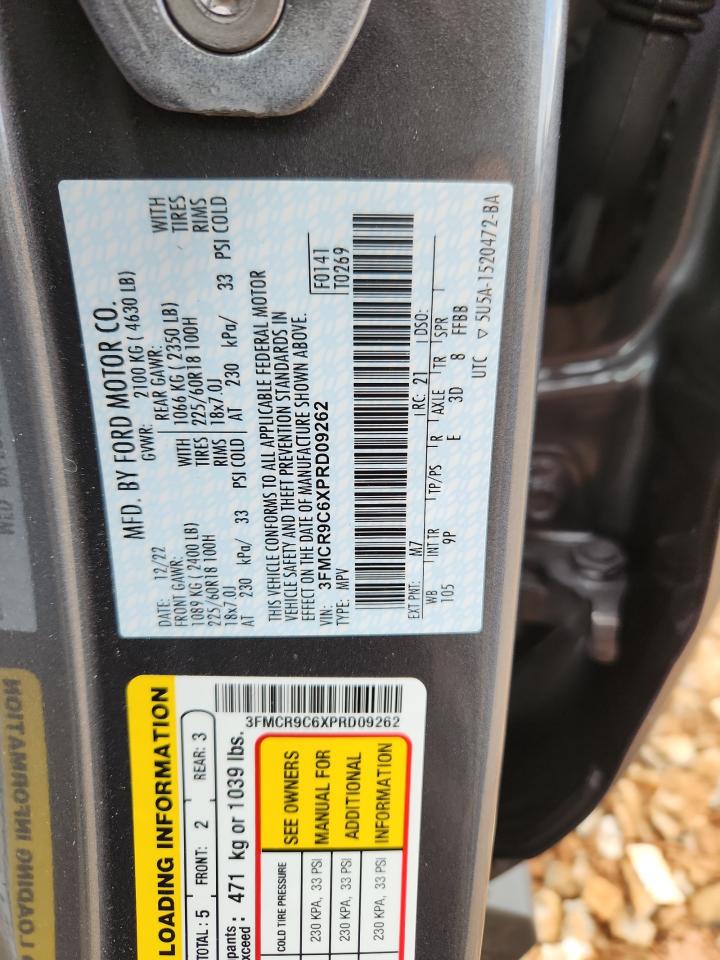 MFD. BY FORD MOTOR CO.
DATE: 12/22 GVWR: 2100 KG ( 4630 LB)
FRONT GAWR: REAR GAWR:
1089 KG ( 2400 LB) WITH 1066 KG ( 2350 LB) WITH
225/60R18 100H TIRES 225/60R18 100H TIRES
18x7.0J RIMS 18x7.0J RIMS
AT 230 kPa/ 33 PSI COLD AT 230 kPa/ 33 PSI COLD
THIS VEHICLE CONFORMS TO ALL APPLICABLE FEDERAL MOTOR
VEHICLE SAFETY AND THEFT PREVENTION STANDARDS IN
EFFECT ON THE DATE OF MANUFACTURE SHOWN ABOVE.
VIN: 3FMCR9C6XPRD09262 F0141
TYPE: MPV T0269
EXT PNT: M7 RC: 21 DSO:
WB INT TR TP/PS R AXLE TR SPR
105 9P E 3D 8 FFBB
UTC ▽ 5U5A-1520472-BA
LOADING INFORMATION
TOTAL: 5 FRONT: 2 REAR: 3
pants
xceed : 471 kg or 1039 lbs.
3FMCR9C6XPRD09262
COLD TIRE PRESSURE
230 KPA, 33 PSI
230 KPA, 33 PSI
230 KPA, 33 PSI
SEE OWNERS
MANUAL FOR
ADDITIONAL
INFORMATION
LOADING INFORMATION